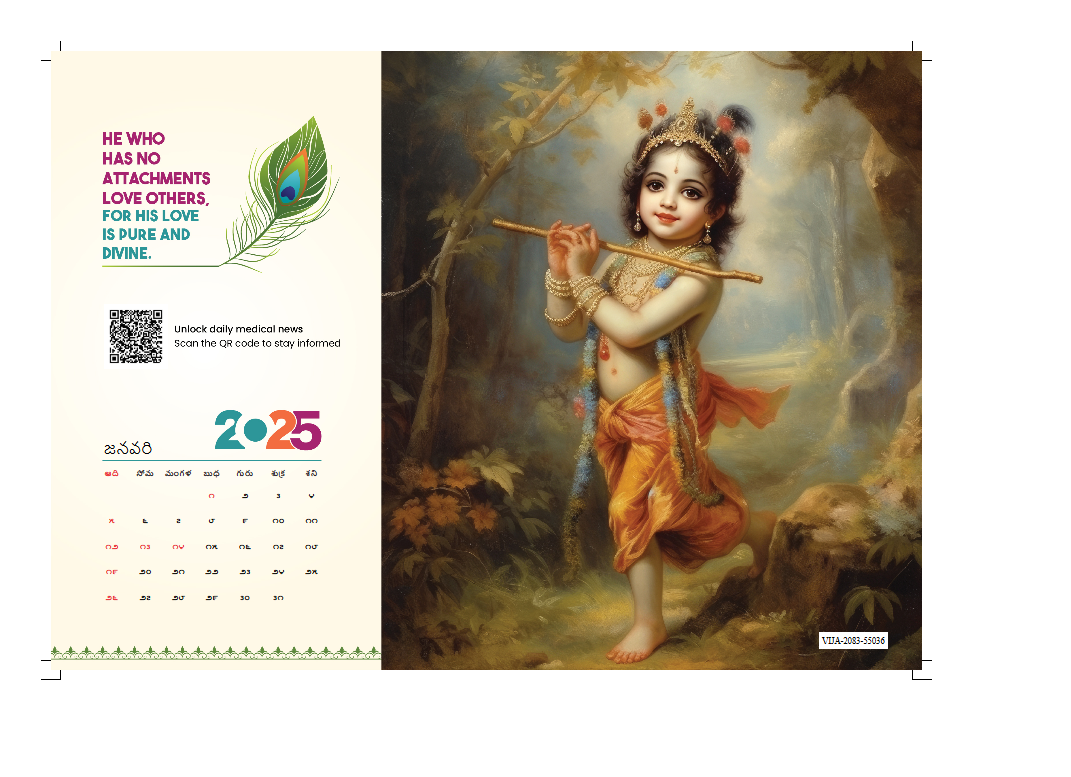 HE WHO
HAS NO
ATTACHMENTS
LOVE OTHERS,
FOR HIS LOVE
IS PURE AND
DIVINE.
Unlock daily medical news
Scan the QR code to stay informed
జనవరి 2025
ఆది సోమ మంగళ బుధ గురు శుక్ర శని
౧ ౨ ౩ ౪
౫ ౬ ౭ ౮ ౯ ౧౦ ౧౧
౧౨ ౧౩ ౧౪ ౧౫ ౧౬ ౧౭ ౧౮
౧౯ ౨౦ ౨౧ ౨౨ ౨౩ ౨౪ ౨౫
౨౬ ౨౭ ౨౮ ౨౯ ౩౦ ౩౧
VIJA-2083-55036